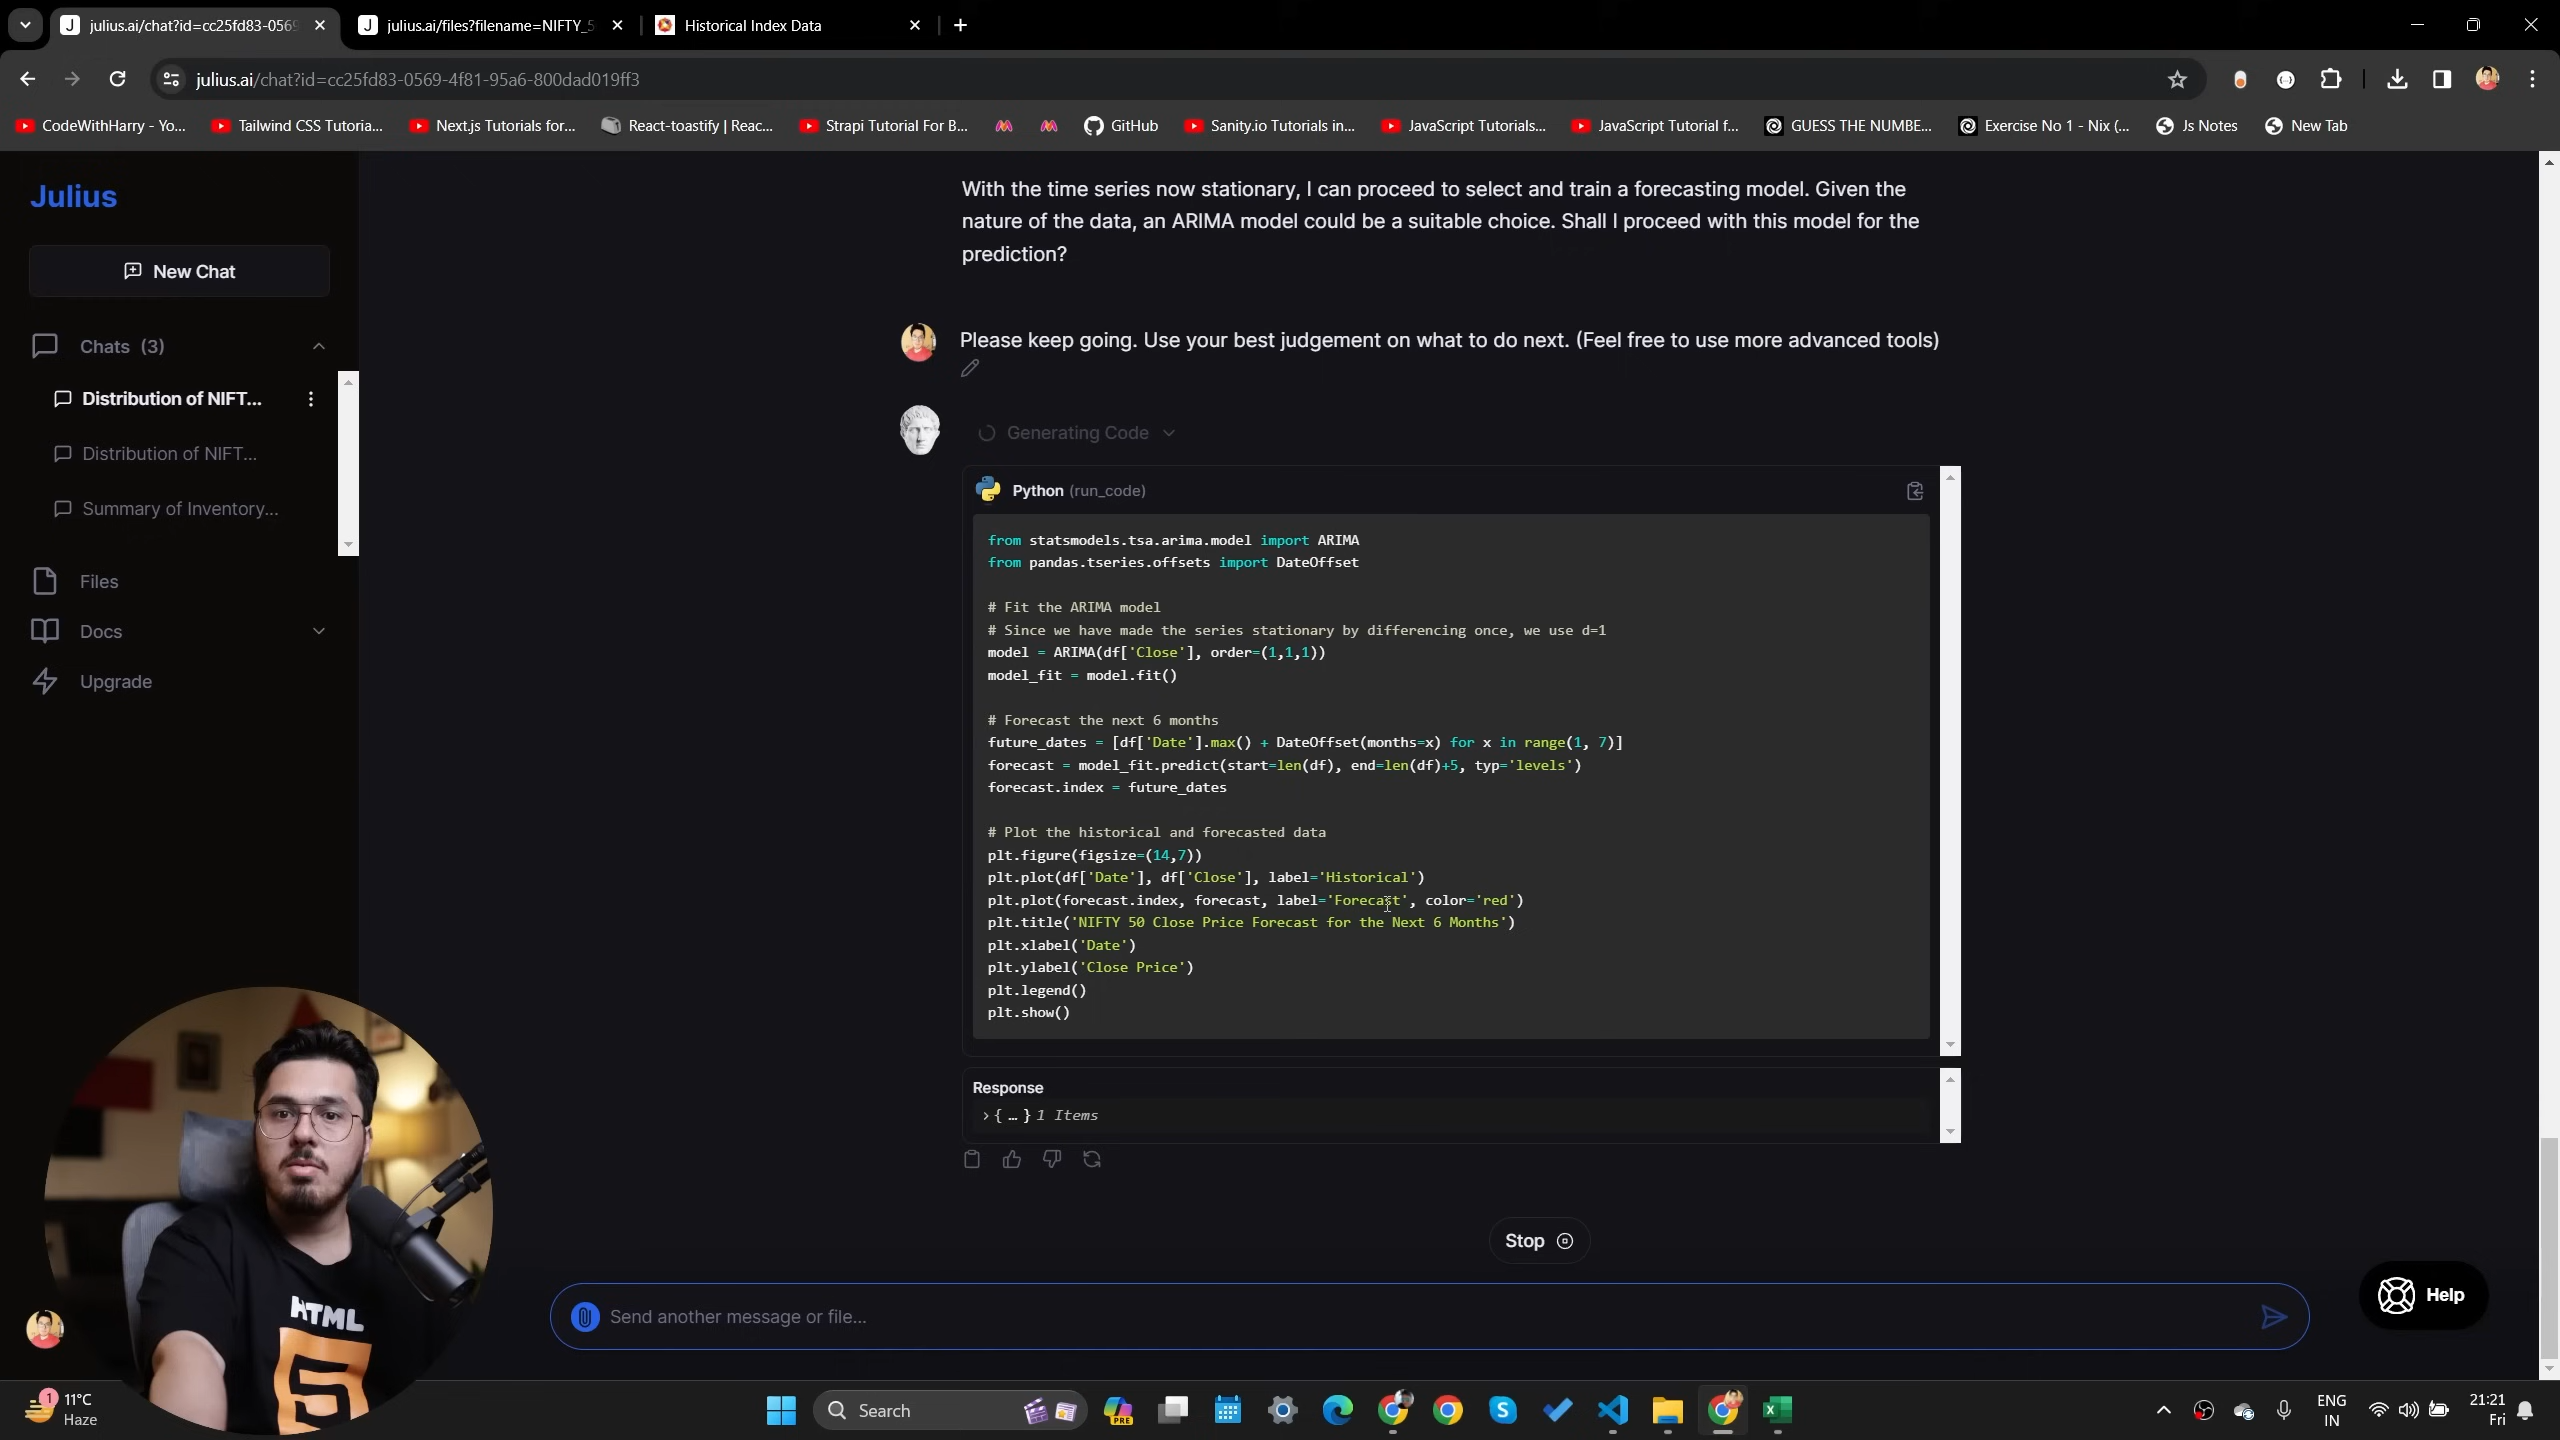 julius.ai/chat?id=cc25fd83-0569
julius.ai/files?filename=NIFTY_5
Historical Index Data
julius.ai/chat?id=cc25fd83-0569-4f81-95a6-800dad019ff3
CodeWithHarry - Yo...
Tailwind CSS Tutoria...
Next.js Tutorials for...
React-toastify | Reac...
Strapi Tutorial For B...
GitHub
Sanity.io Tutorials in...
JavaScript Tutorials...
JavaScript Tutorial f...
GUESS THE NUMBE...
Exercise No 1 - Nix (...
Js Notes
New Tab
Julius
New Chat
Chats (3)
Distribution of NIFT...
Distribution of NIFT...
Summary of Inventory...
Files
Docs
Upgrade
With the time series now stationary, I can proceed to select and train a forecasting model. Given the
nature of the data, an ARIMA model could be a suitable choice. Shall I proceed with this model for the
prediction?
Please keep going. Use your best judgement on what to do next. (Feel free to use more advanced tools)
Generating Code
Python (run_code)
from statsmodels.tsa.arima.model import ARIMA
from pandas.tseries.offsets import DateOffset
# Fit the ARIMA model
# Since we have made the series stationary by differencing once, we use d=1
model = ARIMA(df['Close'], order=(1,1,1))
model_fit = model.fit()
# Forecast the next 6 months
future_dates = [df['Date'].max() + DateOffset(months=x) for x in range(1, 7)]
forecast = model_fit.predict(start=len(df), end=len(df)+5, typ='levels')
forecast.index = future_dates
# Plot the historical and forecasted data
plt.figure(figsize=(14,7))
plt.plot(df['Date'], df['Close'], label='Historical')
plt.plot(forecast.index, forecast, label='Forecast', color='red')
plt.title('NIFTY 50 Close Price Forecast for the Next 6 Months')
plt.xlabel('Date')
plt.ylabel('Close Price')
plt.legend()
plt.show()
Response
>{ … } 1 Items
Stop
Send another message or file...
Help
HTML
5
1
11°C
Haze
Search
PRE
ENG
IN
21:21
Fri